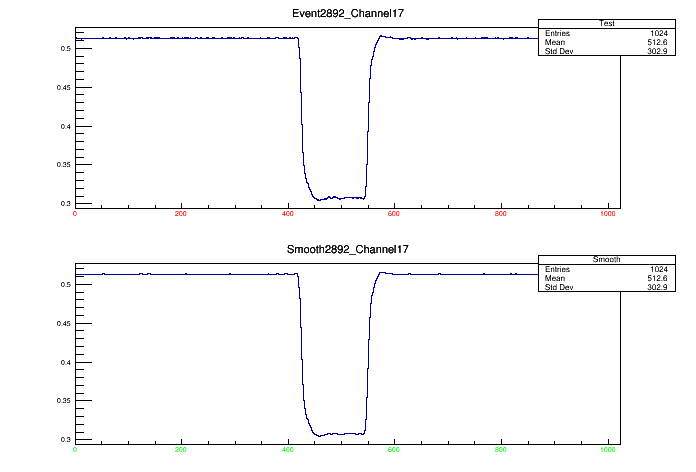 Event2892_Channel17
Test
Entries 1024
Mean 512.6
Std Dev 302.9
0.5
0.45
0.4
0.35
0.3
0 200 400 600 800 1000
Smooth2892_Channel17
Smooth
Entries 1024
Mean 512.6
Std Dev 302.9
0.5
0.45
0.4
0.35
0.3
0 200 400 600 800 1000